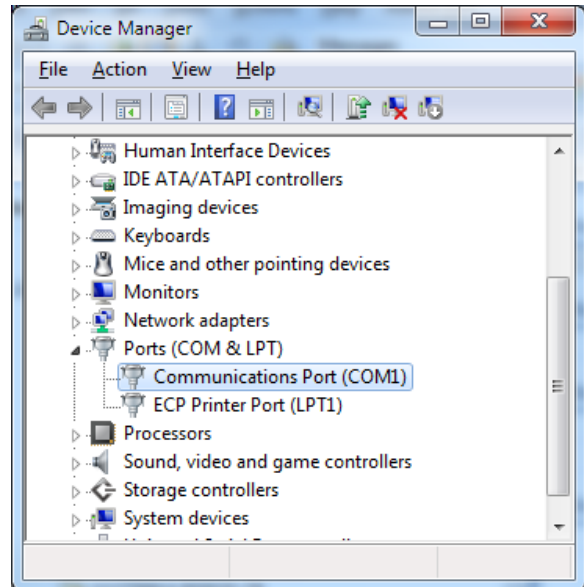 Device Manager
File Action View Help
Human Interface Devices
IDE ATA/ATAPI controllers
Imaging devices
Keyboards
Mice and other pointing devices
Monitors
Network adapters
Ports (COM & LPT)
Communications Port (COM1)
ECP Printer Port (LPT1)
Processors
Sound, video and game controllers
Storage controllers
System devices